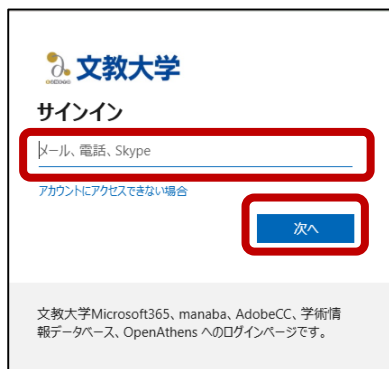 文教大学
サインイン
メール、電話、Skype
アカウントにアクセスできない場合
次へ
文教大学Microsoft365、manaba、AdobeCC、学術情
報データベース、OpenAthens へのログインページです。